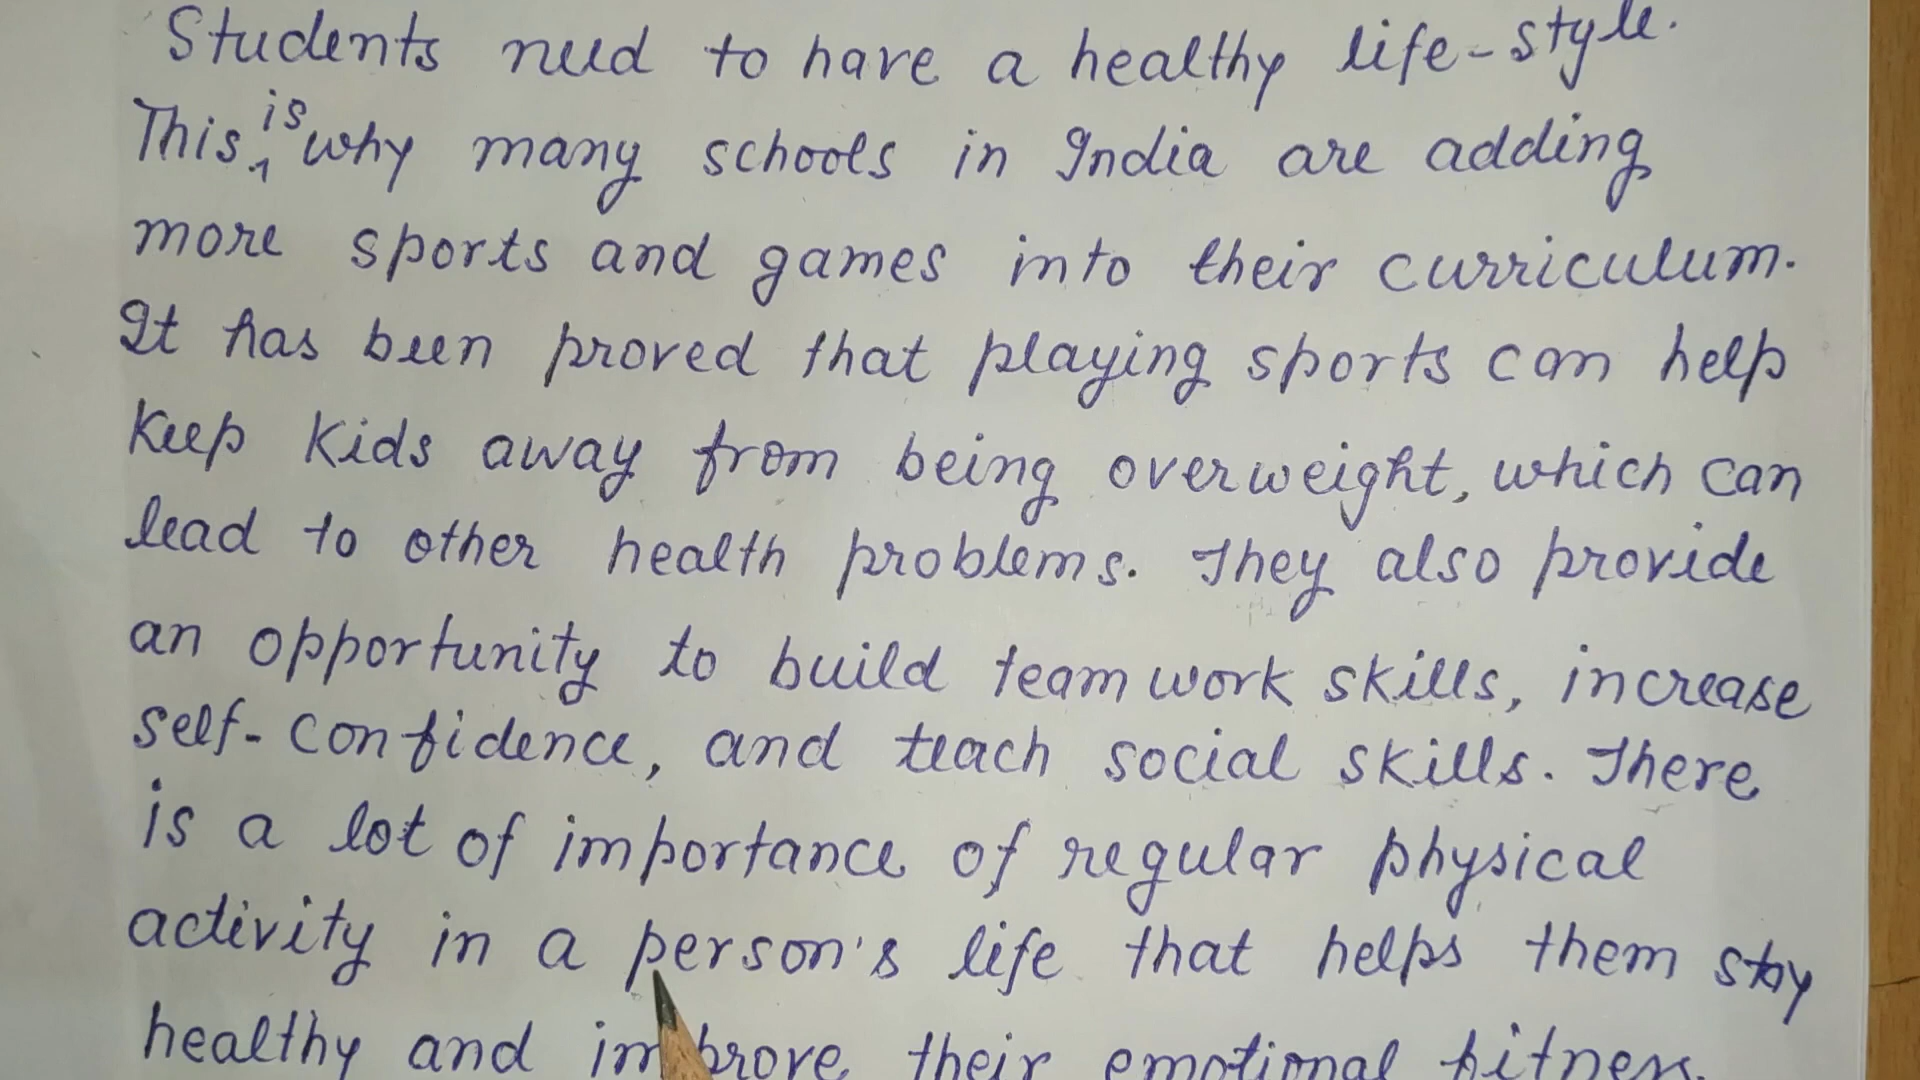 Students need to have a healthy life-style.
This is why many schools in India are adding
more sports and games into their curriculum.
It has been proved that playing sports can help
keep kids away from being overweight, which can
lead to other health problems. They also provide
an opportunity to build teamwork skills, increase
self-confidence, and teach social skills. There
is a lot of importance of regular physical
activity in a person's life that helps them stay
healthy and improve their emotional fitness.